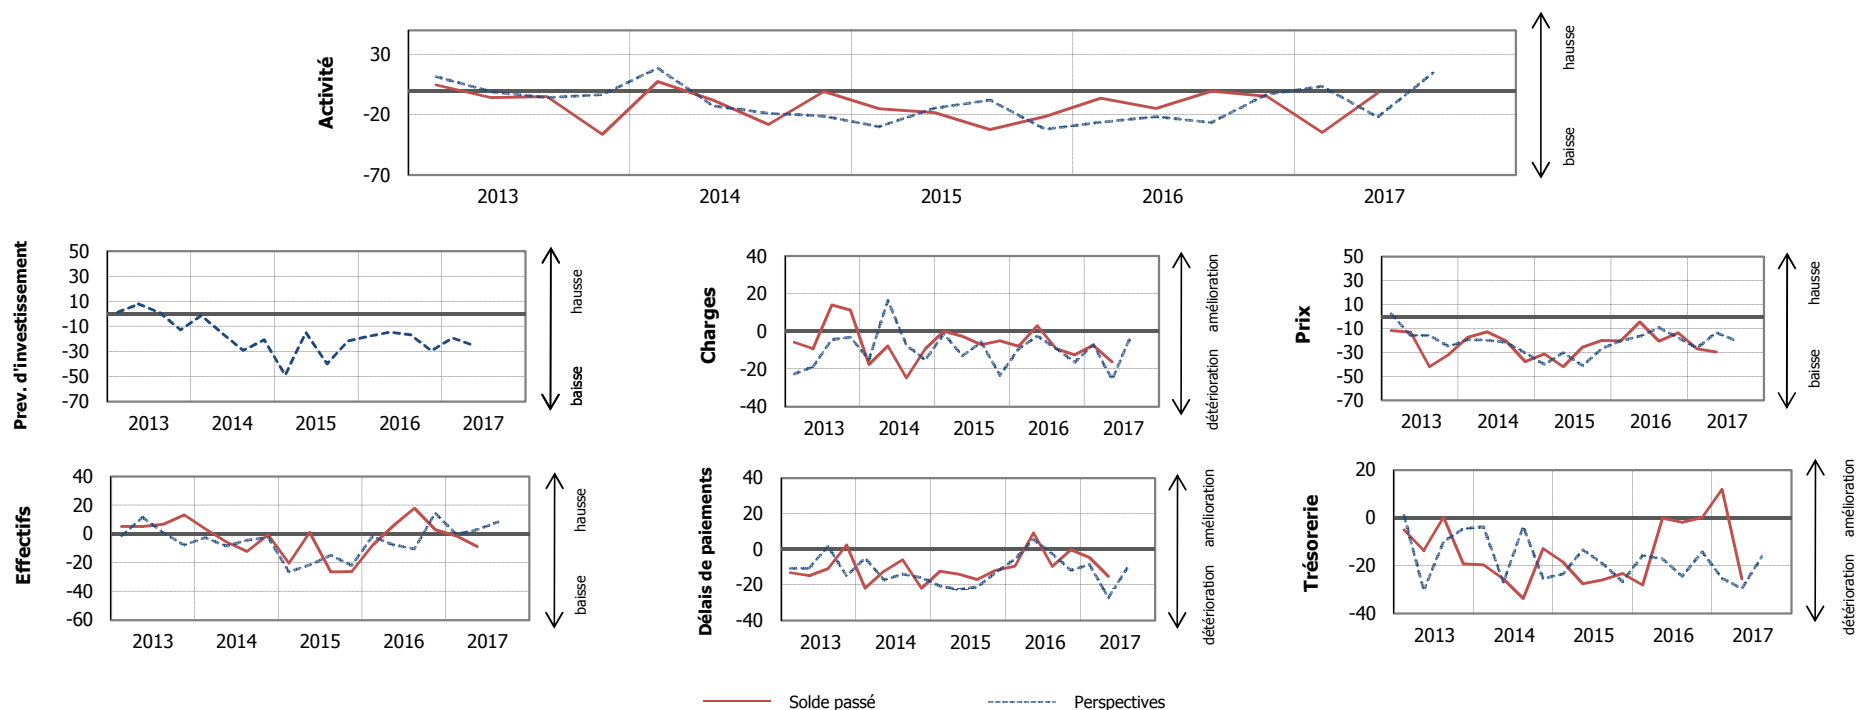 Activité
30
-20
-70
2013 2014 2015 2016 2017
hausse
baisse
Prev. d'investissement
50
30
10
-10
-30
-50
-70
2013 2014 2015 2016 2017
hausse
baisse
Charges
40
20
0
-20
-40
2013 2014 2015 2016 2017
amélioration
détérioration
Prix
50
30
10
-10
-30
-50
-70
2013 2014 2015 2016 2017
hausse
baisse
Effectifs
40
20
0
-20
-40
-60
2013 2014 2015 2016 2017
hausse
baisse
Délais de paiements
40
20
0
-20
-40
2013 2014 2015 2016 2017
amélioration
détérioration
Trésorerie
20
0
-20
-40
2013 2014 2015 2016 2017
amélioration
détérioration
Solde passé
Perspectives